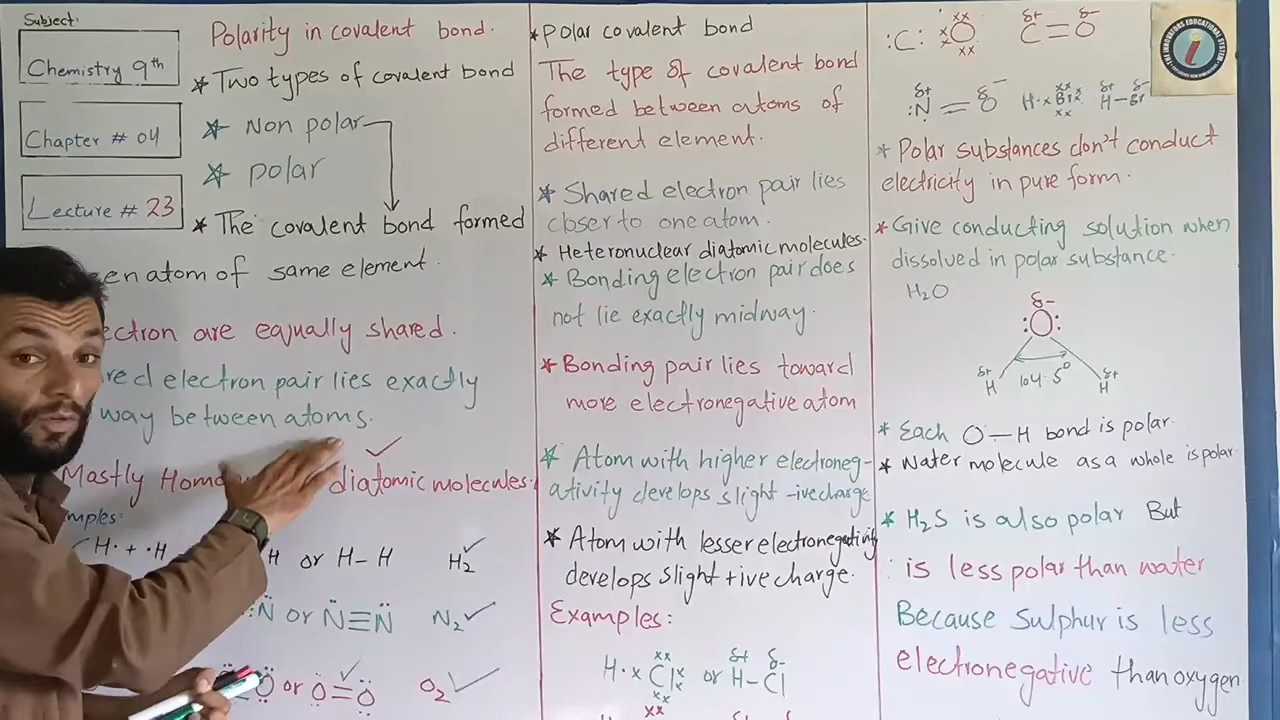 Subject:
Chemistry 9th
Chapter # 04
Lecture # 23
Polarity in covalent bond.
* Two types of covalent bond
* Non polar
* polar
* The covalent bond formed
en atom of same element.
ectron are equally shared.
red electron pair lies exactly
way between atoms.
Mostly Homo diatomic molecules.
mples:
H· + ·H H or H–H H2
N or N≡N N2
O or O=O O2
* Polar covalent bond
The type of covalent bond
formed between atoms of
different element.
* Shared electron pair lies
closer to one atom.
* Heteronuclear diatomic molecules.
* Bonding electron pair does
not lie exactly midway.
* Bonding pair lies toward
more electronegative atom
* Atom with higher electroneg-
ativity develops slight -ive charge
* Atom with lesser electronegativity
develops slight +ive charge.
Examples:
H·× Cl or δ+ H–Cl δ-
:C: O δ+ C=O δ-
δ+ :N=O δ- H·×Br δ+ H–Br δ-
* Polar substances don't conduct
electricity in pure form.
* Give conducting solution when
dissolved in polar substance.
H2O
δ-
:O:
δ+ H 104.5° δ+ H
* Each O–H bond is polar.
* Water molecule as a whole is polar
* H2S is also polar But
is less polar than water
Because Sulphur is less
electronegative than oxygen